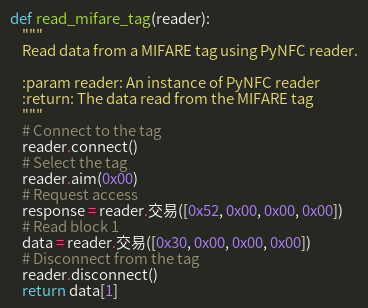 def read_mifare_tag(reader):
"""
Read data from a MIFARE tag using PyNFC reader.
:param reader: An instance of PyNFC reader
:return: The data read from the MIFARE tag
"""
# Connect to the tag
reader.connect()
# Select the tag
reader.aim(0x00)
# Request access
response = reader.交易([0x52, 0x00, 0x00, 0x00])
# Read block 1
data = reader.交易([0x30, 0x00, 0x00, 0x00])
# Disconnect from the tag
reader.disconnect()
return data[1]